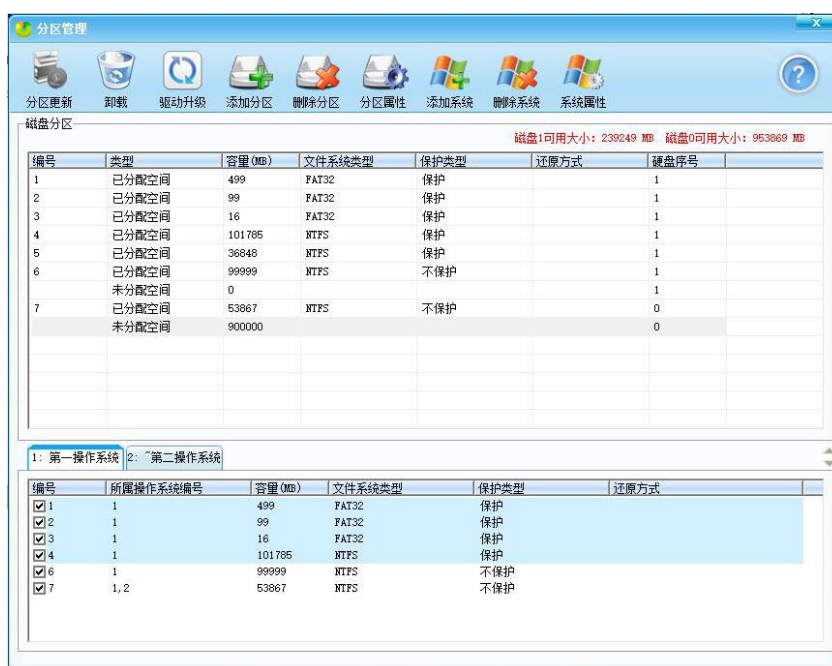 分区管理
分区更新 卸载 驱动升级 添加分区 删除分区 分区属性 添加系统 删除系统 系统属性
磁盘分区
磁盘1可用大小: 239249 MB 磁盘0可用大小: 953869 MB
编号 类型 容量(MB) 文件系统类型 保护类型 还原方式 硬盘序号
1 已分配空间 499 FAT32 保护 1
2 已分配空间 99 FAT32 保护 1
3 已分配空间 16 FAT32 保护 1
4 已分配空间 101785 NTFS 保护 1
5 已分配空间 36848 NTFS 保护 1
6 已分配空间 99999 NTFS 不保护 1
未分配空间 0 1
7 已分配空间 53867 NTFS 不保护 0
未分配空间 900000 0
1: 第一操作系统 2: ~第二操作系统
编号 所属操作系统编号 容量(MB) 文件系统类型 保护类型 还原方式
1 1 499 FAT32 保护
2 1 99 FAT32 保护
3 1 16 FAT32 保护
4 1 101785 NTFS 保护
6 1 99999 NTFS 不保护
7 1,2 53867 NTFS 不保护